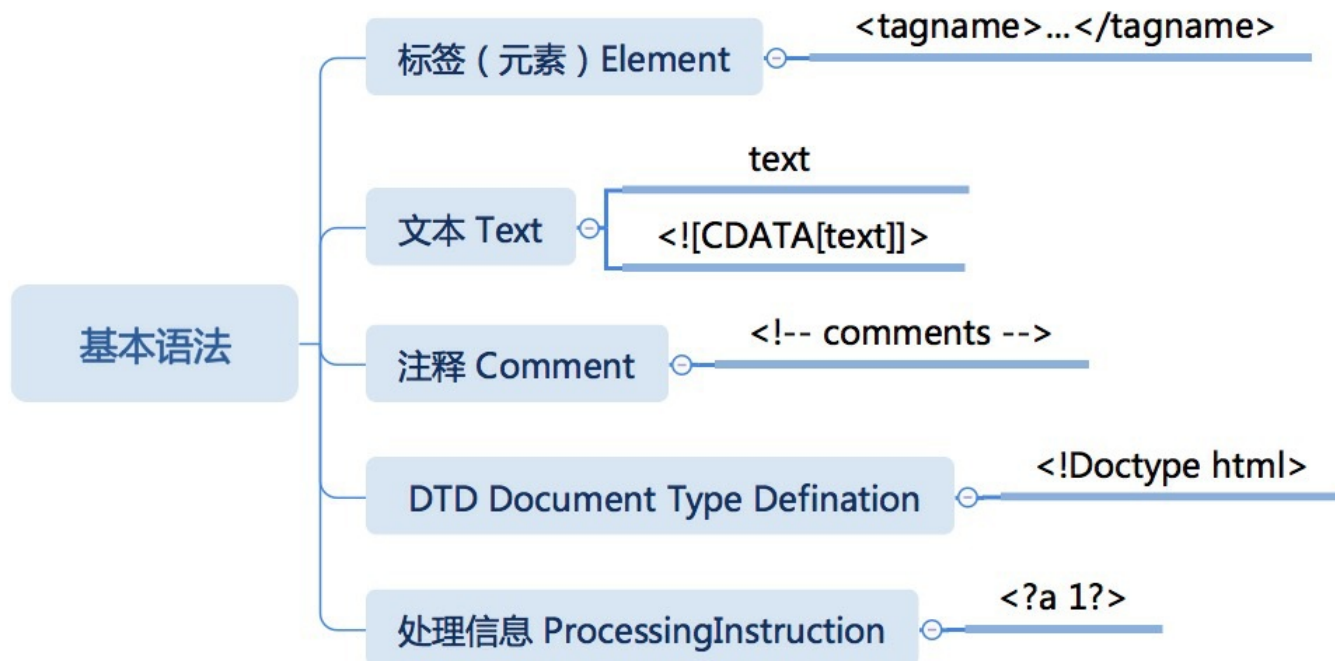 基本语法
标签（元素）Element
<tagname>...</tagname>
文本 Text
text
<![CDATA[text]]>
注释 Comment
<!-- comments -->
DTD Document Type Defination
<!Doctype html>
处理信息 ProcessingInstruction
<?a 1?>